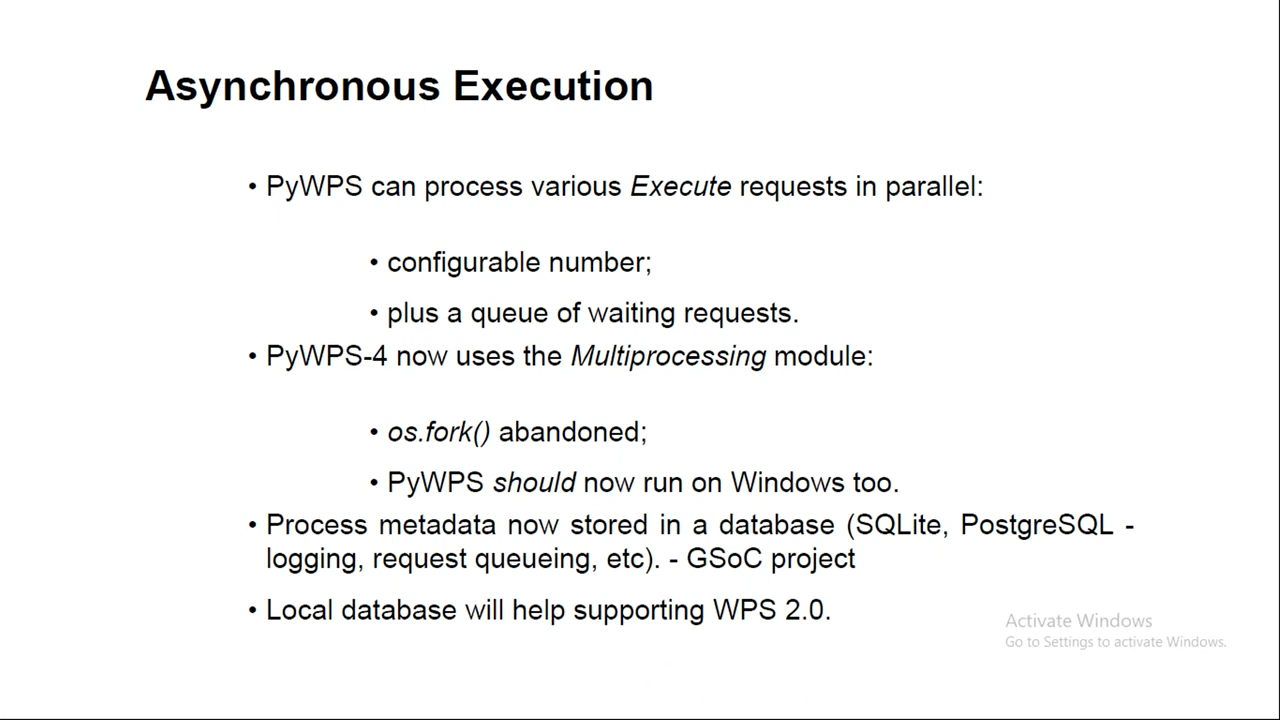 Asynchronous Execution
• PyWPS can process various Execute requests in parallel:
• configurable number;
• plus a queue of waiting requests.
• PyWPS-4 now uses the Multiprocessing module:
• os.fork() abandoned;
• PyWPS should now run on Windows too.
• Process metadata now stored in a database (SQLite, PostgreSQL -
logging, request queueing, etc). - GSoC project
• Local database will help supporting WPS 2.0.
Activate Windows
Go to Settings to activate Windows.